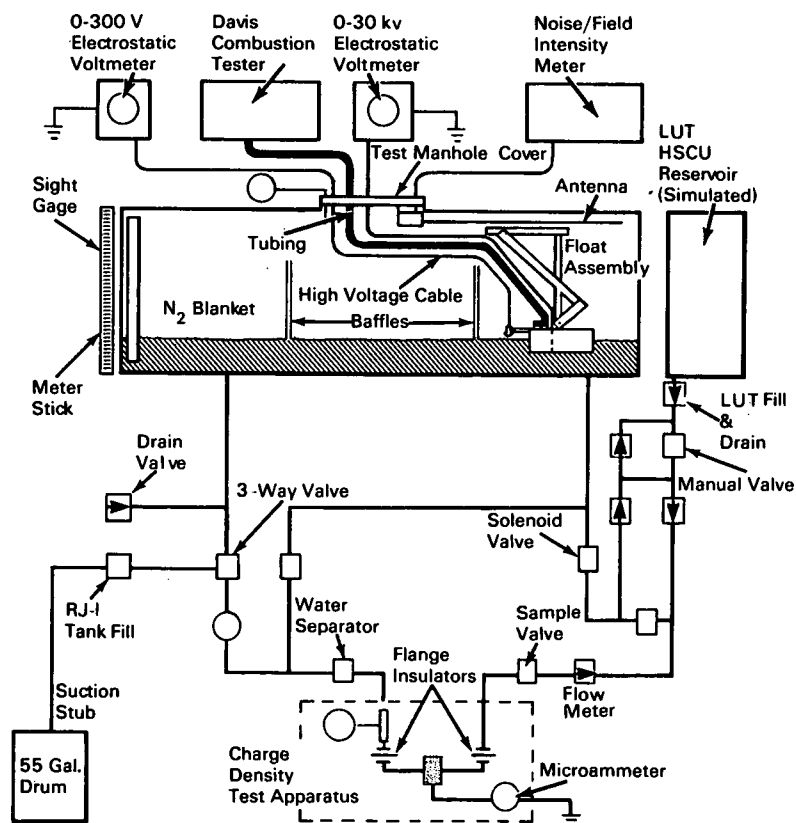 0-300 V
Electrostatic
Voltmeter
Davis
Combustion
Tester
0-30 kv
Electrostatic
Voltmeter
Noise/Field
Intensity
Meter
LUT
HSCU
Reservoir
(Simulated)
Test Manhole Cover
Antenna
Sight
Gage
Tubing
Float
Assembly
High Voltage Cable
N2 Blanket
Baffles
Meter
Stick
LUT Fill
&
Drain
Manual Valve
Drain
Valve
3-Way Valve
Solenoid
Valve
RJ-I
Tank Fill
Water
Separator
Sample
Valve
Flange
Insulators
Flow
Meter
Suction
Stub
55 Gal.
Drum
Charge
Density
Test Apparatus
Microammeter